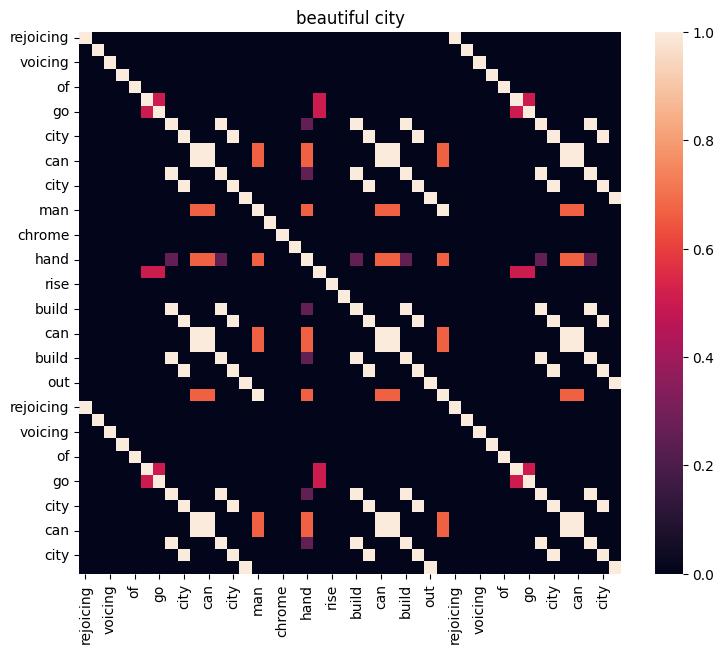 beautiful city
rejoicing
voicing
of
go
city
can
city
man
chrome
hand
rise
build
can
build
out
rejoicing
voicing
of
go
city
can
city
1.0
0.8
0.6
0.4
0.2
0.0
rejoicing
voicing
of
go
city
can
city
man
chrome
hand
rise
build
can
build
out
rejoicing
voicing
of
go
city
can
city